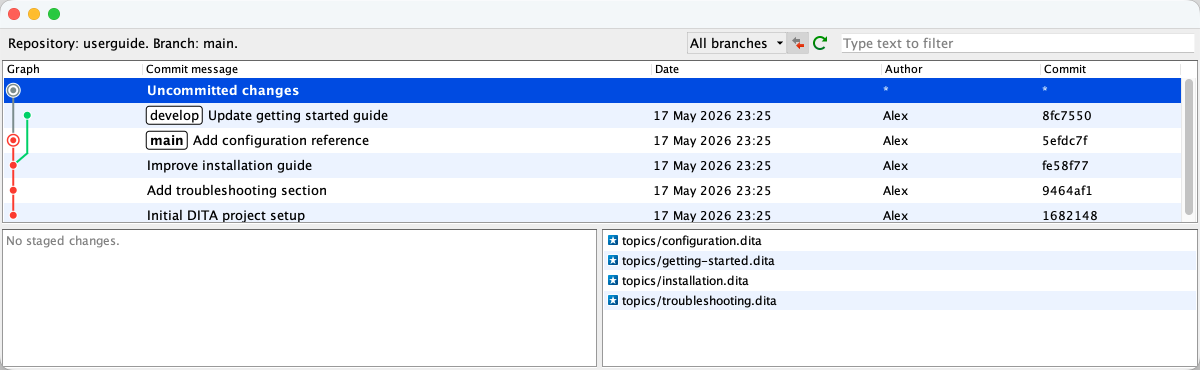 Repository: userguide. Branch: main. All branches Type text to filter
Graph Commit message Date Author Commit
Uncommitted changes * *
develop Update getting started guide 17 May 2026 23:25 Alex 8fc7550
main Add configuration reference 17 May 2026 23:25 Alex 5efdc7f
Improve installation guide 17 May 2026 23:25 Alex fe58f77
Add troubleshooting section 17 May 2026 23:25 Alex 9464af1
Initial DITA project setup 17 May 2026 23:25 Alex 1682148
No staged changes.
topics/configuration.dita
topics/getting-started.dita
topics/installation.dita
topics/troubleshooting.dita